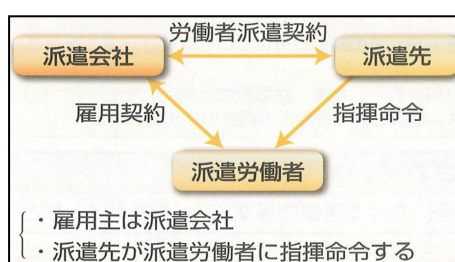 労働者派遣契約
派遣会社
派遣先
雇用契約
指揮命令
派遣労働者
・雇用主は派遣会社
・派遣先が派遣労働者に指揮命令する